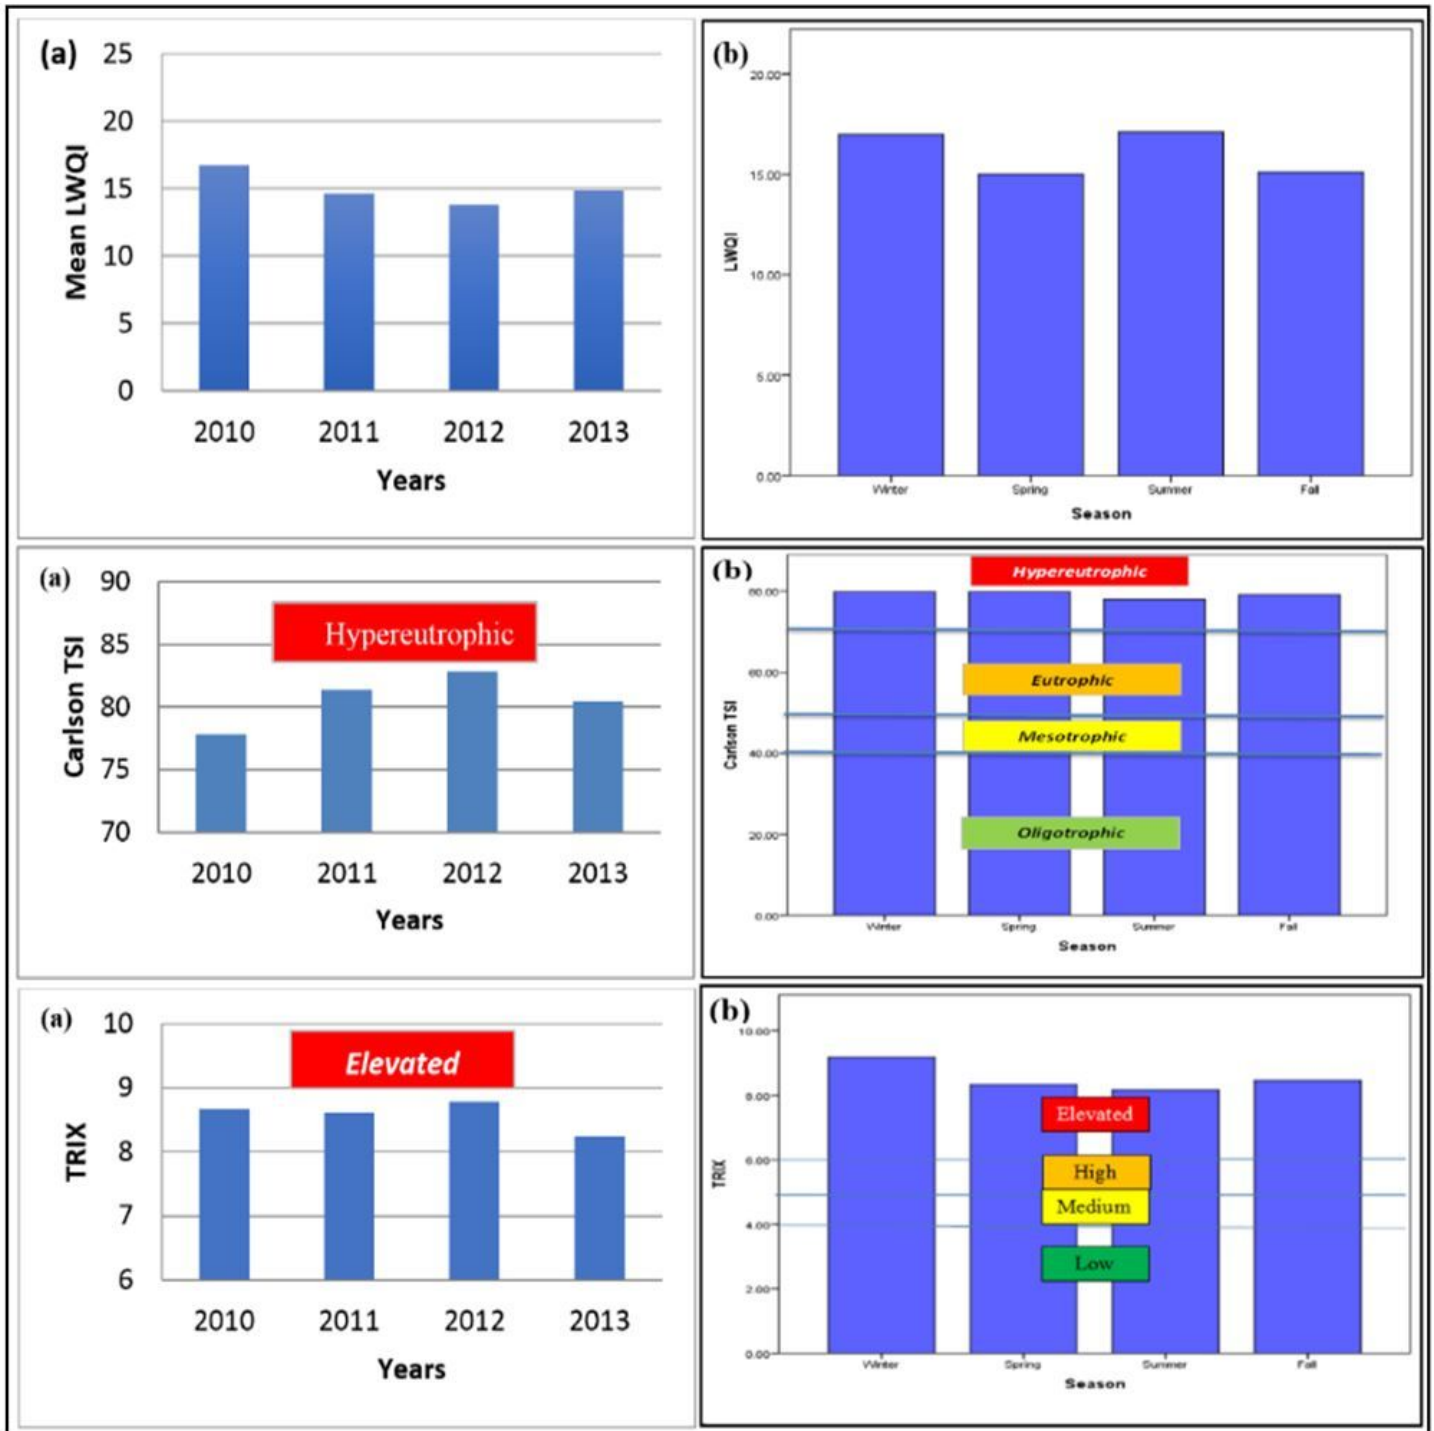 (a)
25
20
15
10
5
0
Mean LWQI
2010 2011 2012 2013
Years
(b)
20.00
15.00
10.00
5.00
0.00
LWQI
Winter Spring Summer Fall
Season
(a)
90
85
80
75
70
Carlson TSI
Hypereutrophic
2010 2011 2012 2013
Years
(b)
80.00
60.00
40.00
20.00
0.00
Carlson TSI
Hypereutrophic
Eutrophic
Mesotrophic
Oligotrophic
Winter Spring Summer Fall
Season
(a)
10
9
8
7
6
TRIX
Elevated
2010 2011 2012 2013
Years
(b)
10.00
8.00
6.00
4.00
2.00
0.00
TRIX
Elevated
High
Medium
Low
Winter Spring Summer Fall
Season